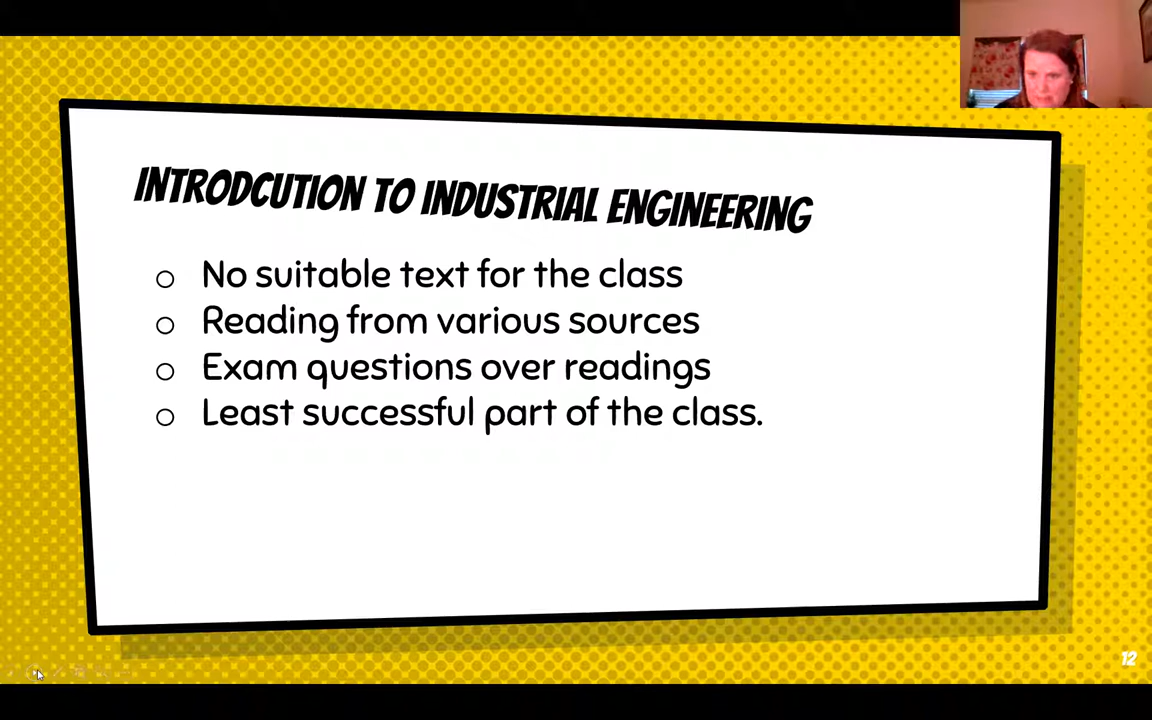 INTRODCUTION TO INDUSTRIAL ENGINEERING
No suitable text for the class
Reading from various sources
Exam questions over readings
Least successful part of the class.
12